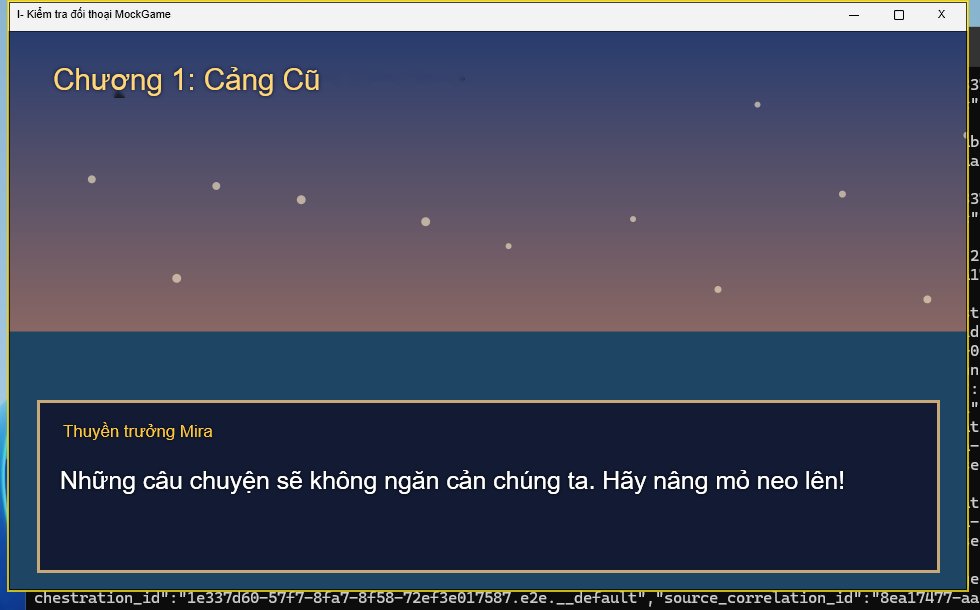 I- Kiểm tra đối thoại MockGame
Chương 1: Cảng Cũ
Thuyền trưởng Mira
Những câu chuyện sẽ không ngăn cản chúng ta. Hãy nâng mỏ neo lên!
chestration_id":"1e337d60-57f7-8fa7-8f58-72ef3e017587.e2e.__default","source_correlation_id":"8ea17477-a